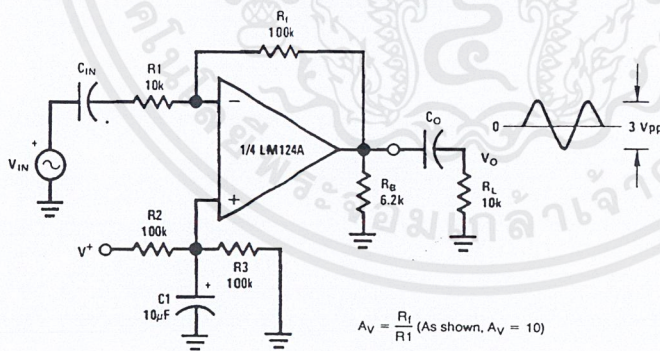 Rf
100k
CIN
R1
10k
−
1/4 LM124A
+
VIN
+
R2
100k
V+
R3
100k
C1
10μF
+
RB
6.2k
CO
VO
RL
10k
0
3 Vpp
AV = Rf/R1 (As shown, AV = 10)